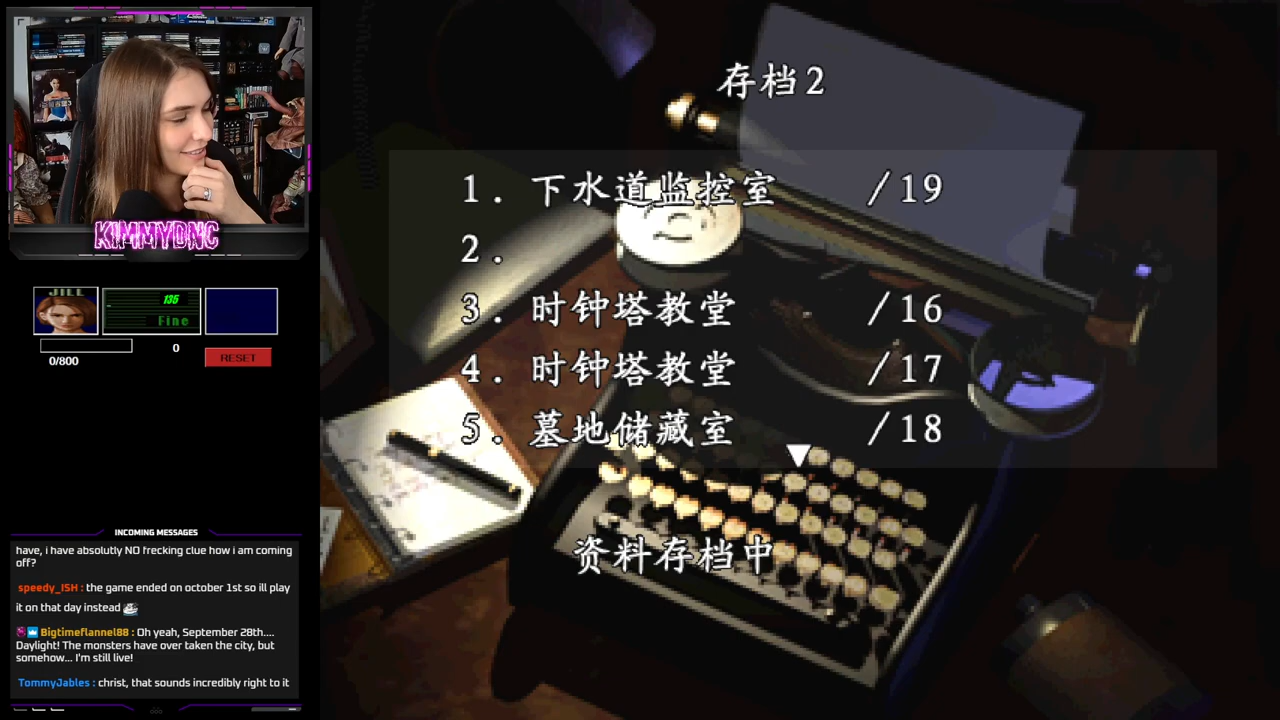 存档2
1. 下水道监控室 /19
2.
3. 时钟塔教堂 /16
4. 时钟塔教堂 /17
5. 墓地储藏室 /18
资料存档中
KIMMYDNC
JILL
135
Fine
0/800
0
RESET
INCOMING MESSAGES
have, i have absolutly NO frecking clue how i am coming
off?
speedy_ISH : the game ended on october 1st so ill play
it on that day instead
Bigtimeflannel88 : Oh yeah, September 28th....
Daylight! The monsters have over taken the city, but
somehow... I'm still live!
TommyJables : christ, that sounds incredibly right to it